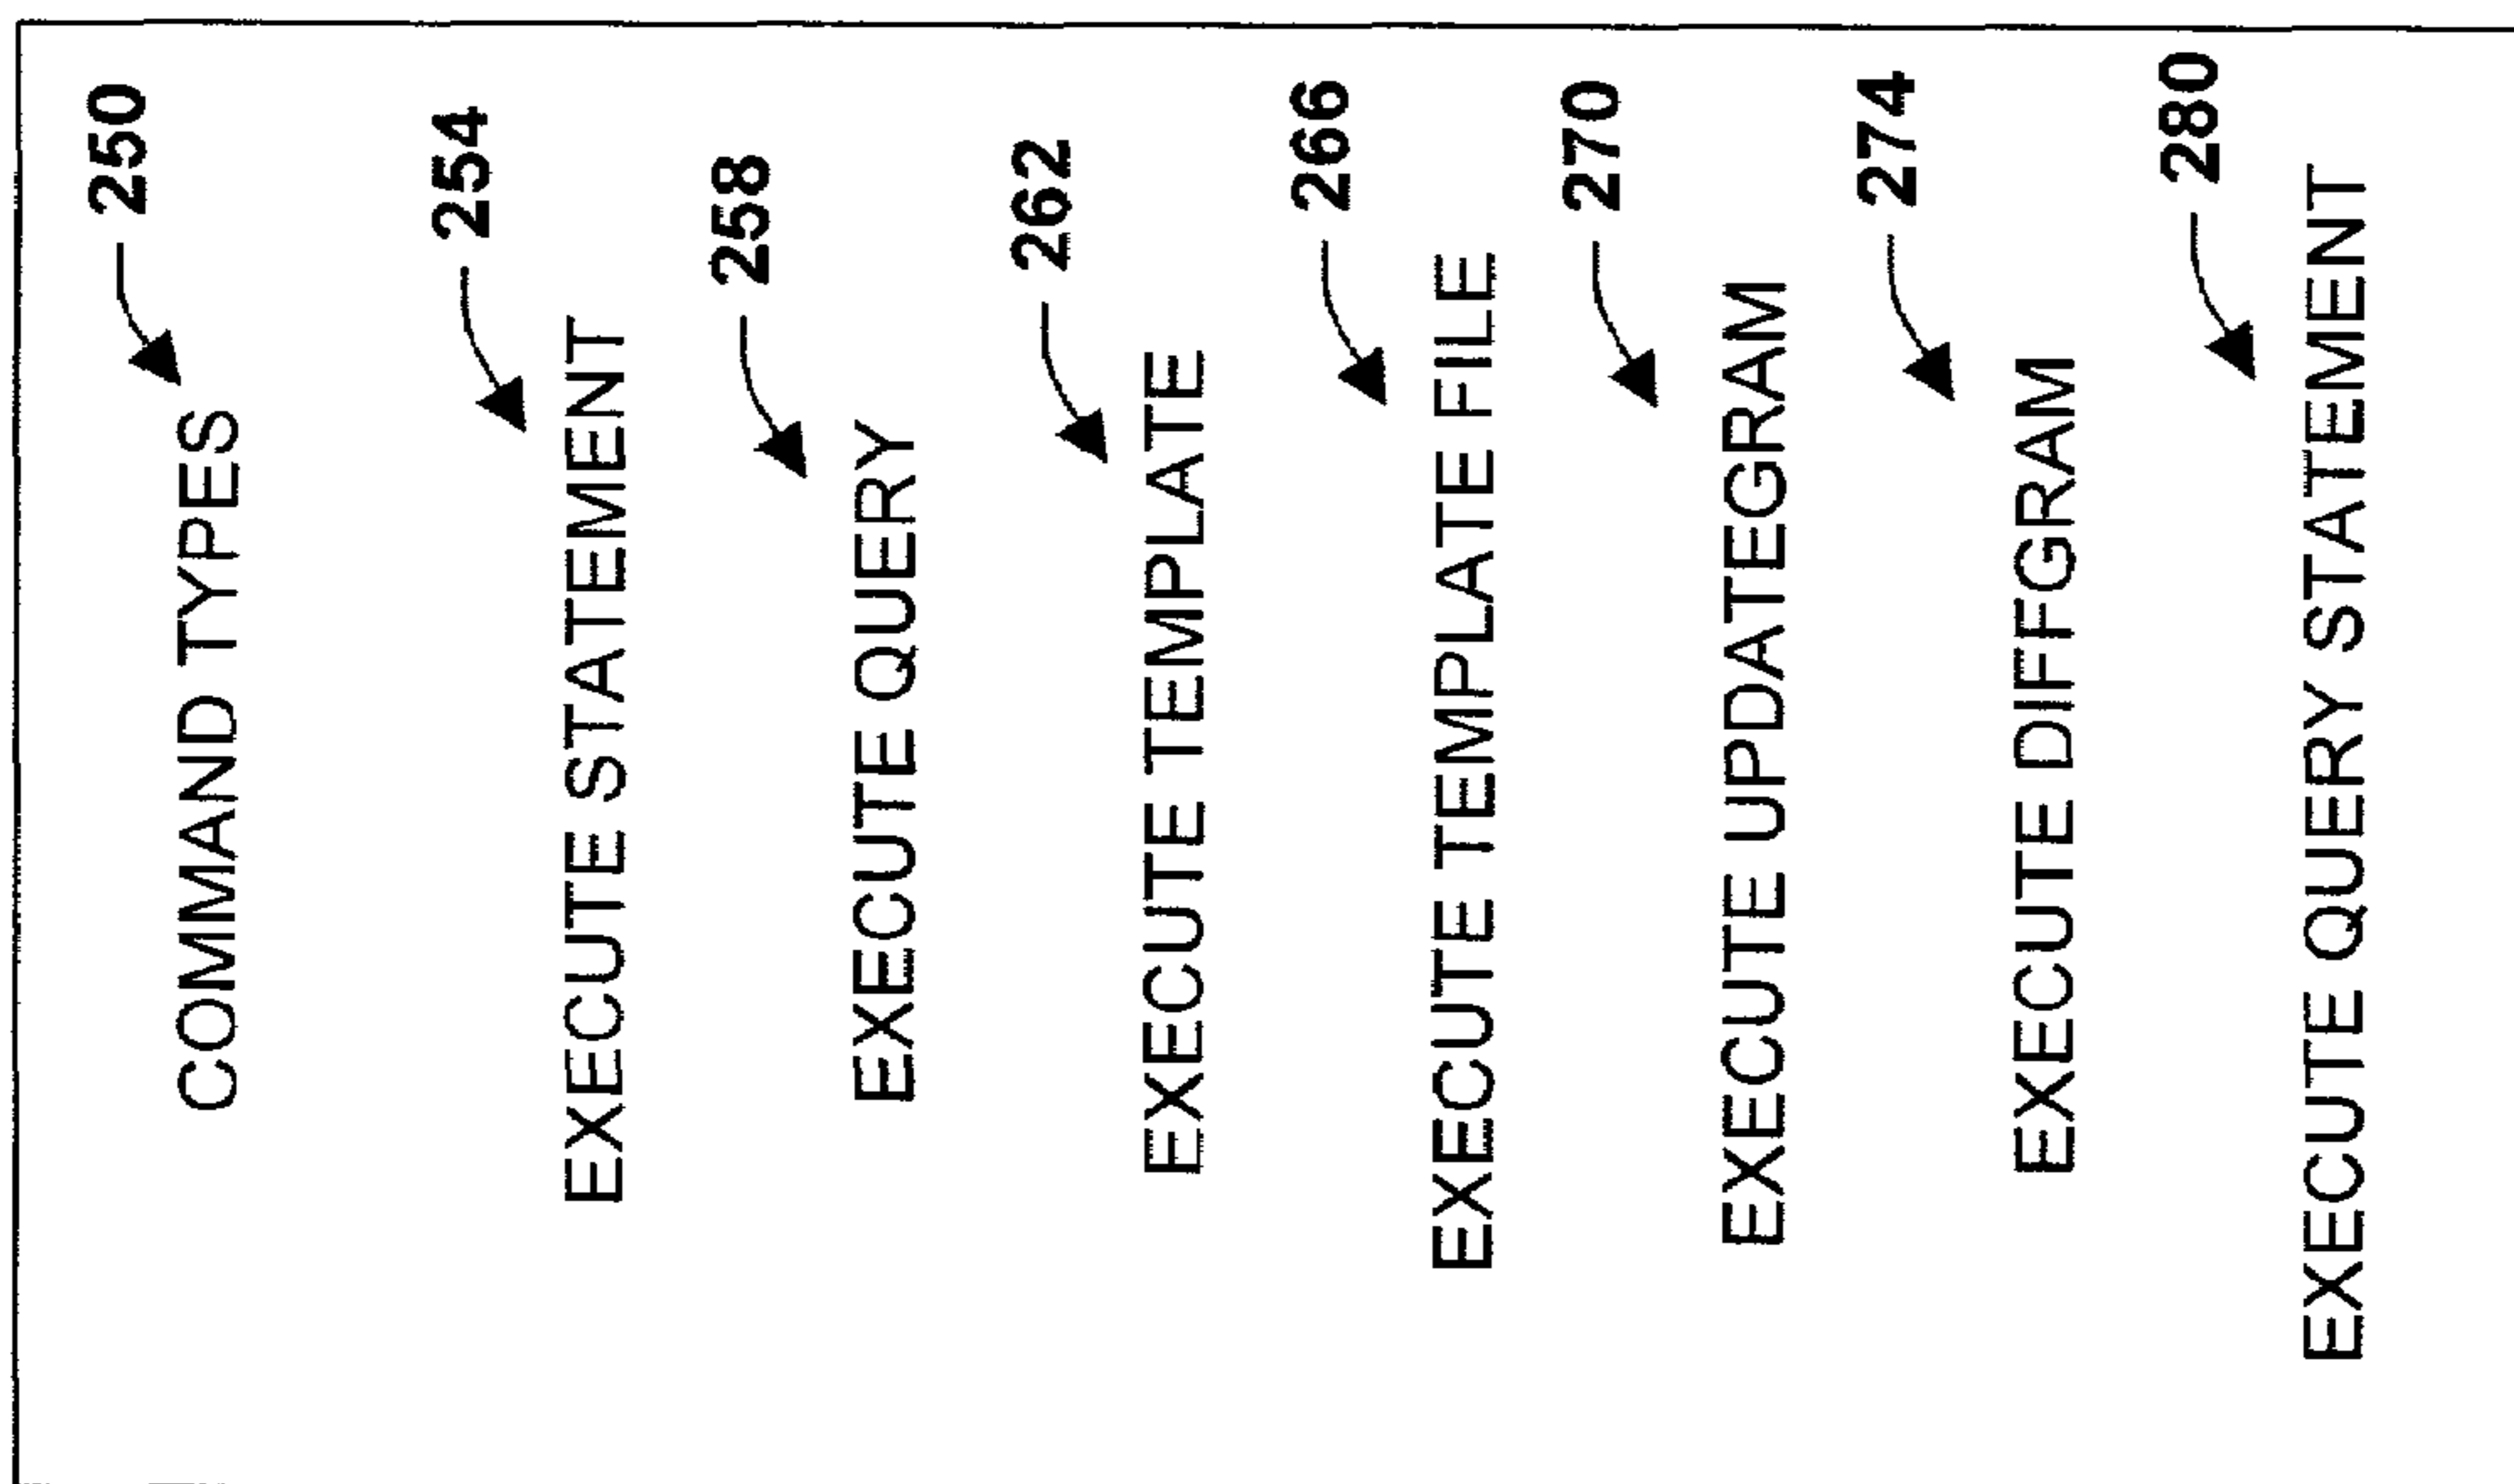 250
COMMAND TYPES
254
EXECUTE STATEMENT
258
EXECUTE QUERY
262
EXECUTE TEMPLATE
266
EXECUTE TEMPLATE FILE
270
EXECUTE UPDATEGRAM
274
EXECUTE DIFFGRAM
280
EXECUTE QUERY STATEMENT